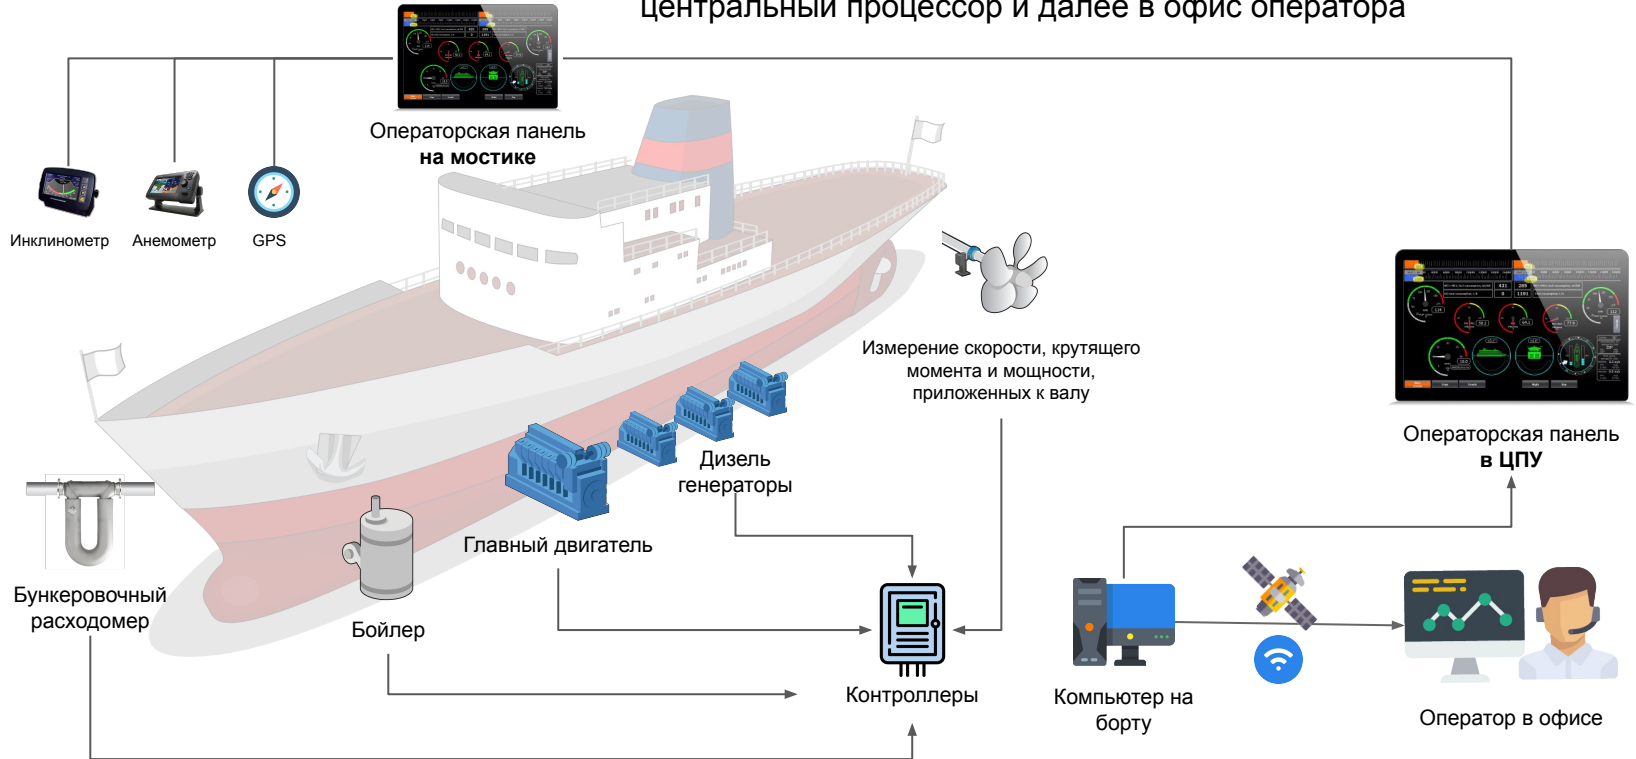 центральный процессор и далее в офис оператора
Операторская панель
на мостике
Инклинометр
Анемометр
GPS
Измерение скорости, крутящего
момента и мощности,
приложенных к валу
Операторская панель
в ЦПУ
Дизель
генераторы
Главный двигатель
Бункеровочный
расходомер
Бойлер
Контроллеры
Компьютер на
борту
Оператор в офисе